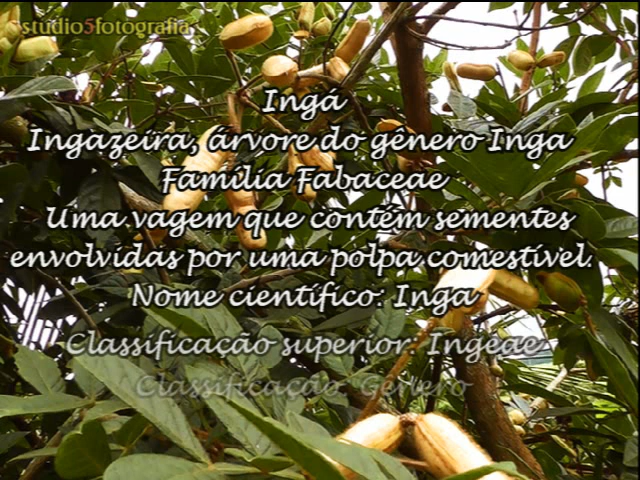 studio5fotografia
Ingá
Ingazeira, árvore do gênero Inga
Família Fabaceae
Uma vagem que contêm sementes
envolvidas por uma polpa comestível.
Nome científico: Inga
Classificação superior: Ingeae
Classificação: Gênero